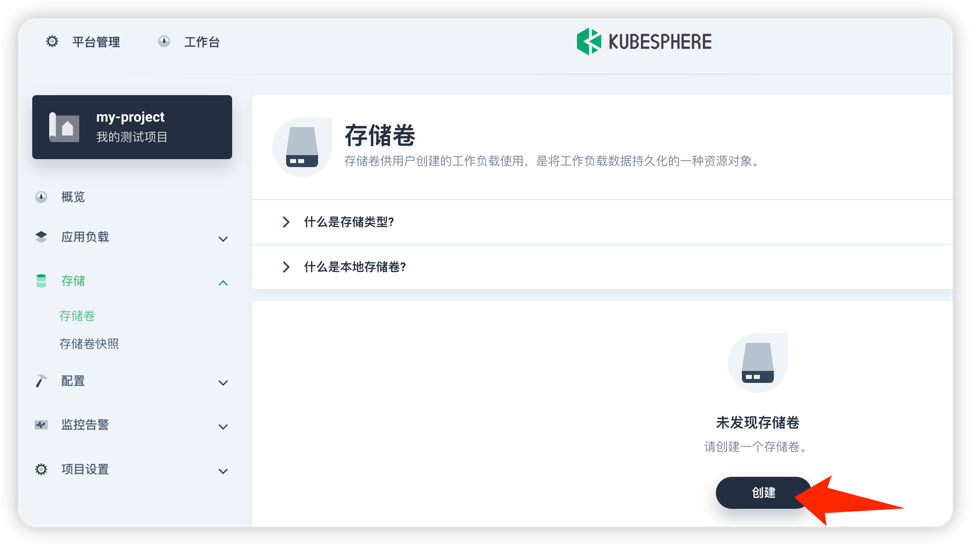 平台管理
工作台
KUBESPHERE
my-project
我的测试项目
概览
应用负载
存储
存储卷
存储卷快照
配置
监控告警
项目设置
存储卷
存储卷供用户创建的工作负载使用，是将工作负载数据持久化的一种资源对象。
什么是存储类型?
什么是本地存储卷?
未发现存储卷
请创建一个存储卷。
创建